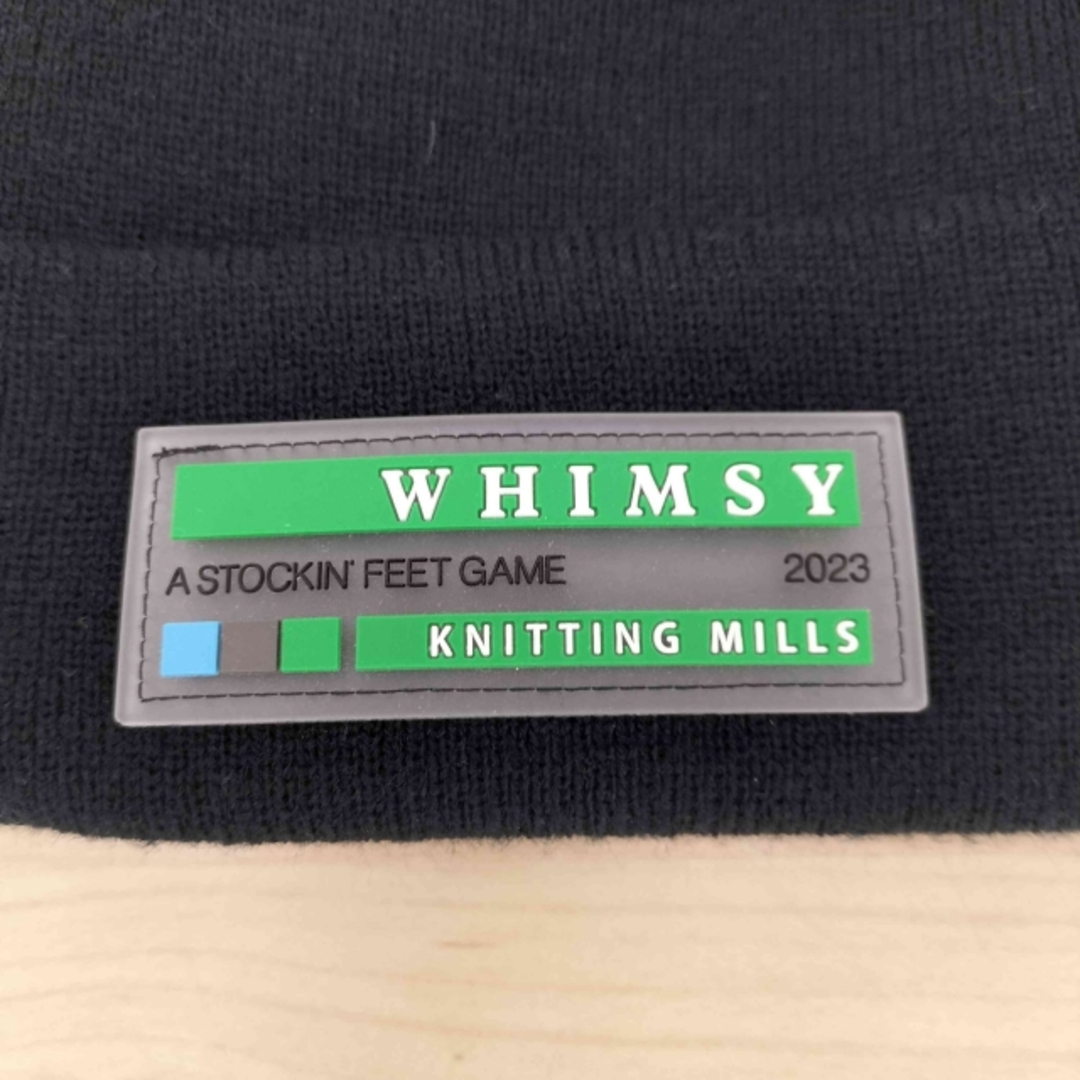 WHIMSY
A STOCKIN' FEET GAME 2023
KNITTING MILLS